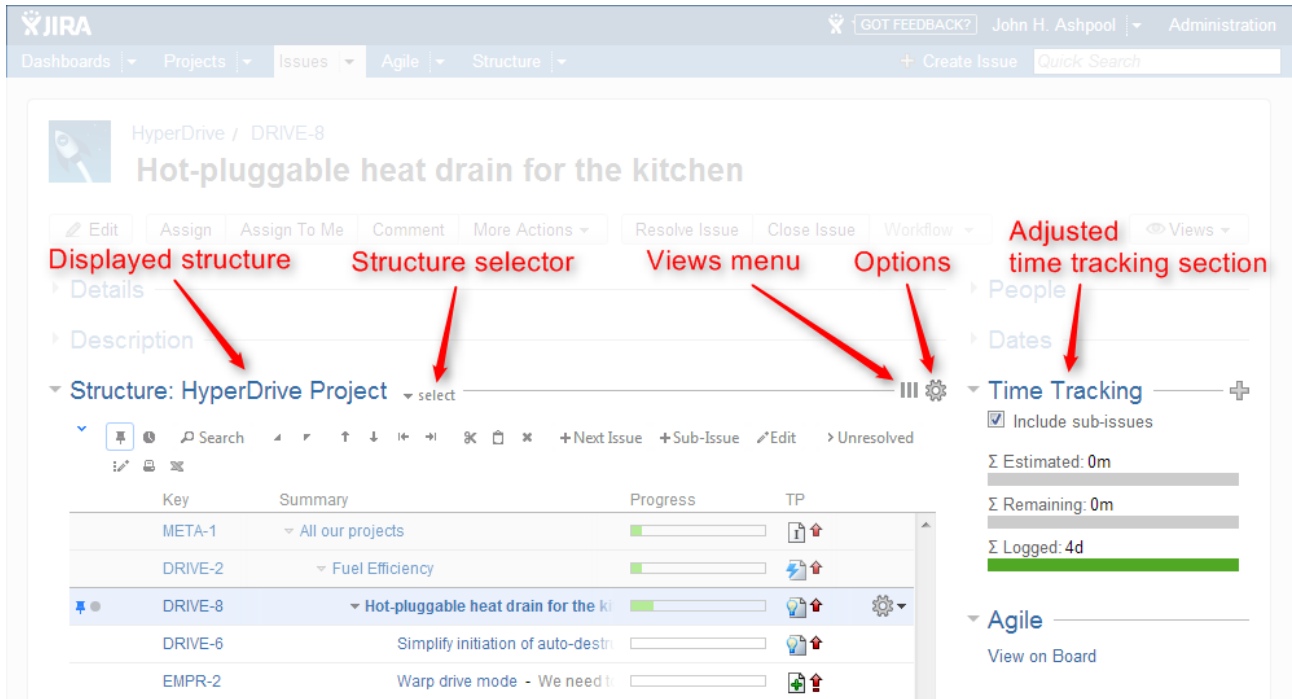 JIRA
GOT FEEDBACK? John H. Ashpool Administration
Dashboards Projects Issues Agile Structure + Create Issue Quick Search
HyperDrive / DRIVE-8
Hot-pluggable heat drain for the kitchen
Edit Assign Assign To Me Comment More Actions Resolve Issue Close Issue Workflow Views
Displayed structure Structure selector Views menu Options Adjusted
time tracking section
Details People
Description Dates
Structure: HyperDrive Project select Time Tracking
Include sub-issues
Search +Next Issue +Sub-Issue Edit >Unresolved
Σ Estimated: 0m
Key Summary Progress TP
Σ Remaining: 0m
META-1 All our projects
Σ Logged: 4d
DRIVE-2 Fuel Efficiency
DRIVE-8 Hot-pluggable heat drain for the
Agile
DRIVE-6 Simplify initiation of
View on Board
EMPR-2 Warp drive mode - We need